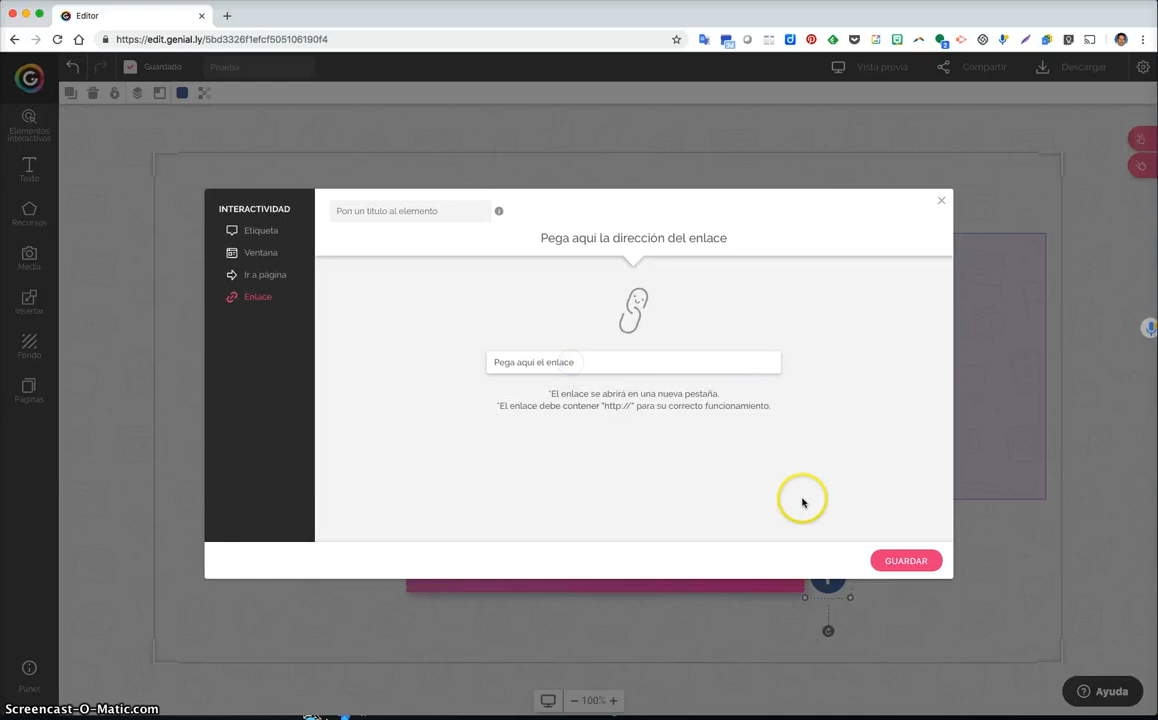 Editor
https://edit.genial.ly/5bd3326f1efcf505106190f4
Guardado
Prueba
Vista previa
Compartir
Descargar
Elementos
interactivos
Texto
Recursos
Media
Insertar
Fondo
Páginas
Panel
INTERACTIVIDAD
Etiqueta
Ventana
Ir a página
Enlace
Pon un título al elemento
Pega aquí la dirección del enlace
Pega aquí el enlace
*El enlace se abrirá en una nueva pestaña.
*El enlace debe contener "http://" para su correcto funcionamiento.
GUARDAR
100%
Ayuda
Screencast-O-Matic.com